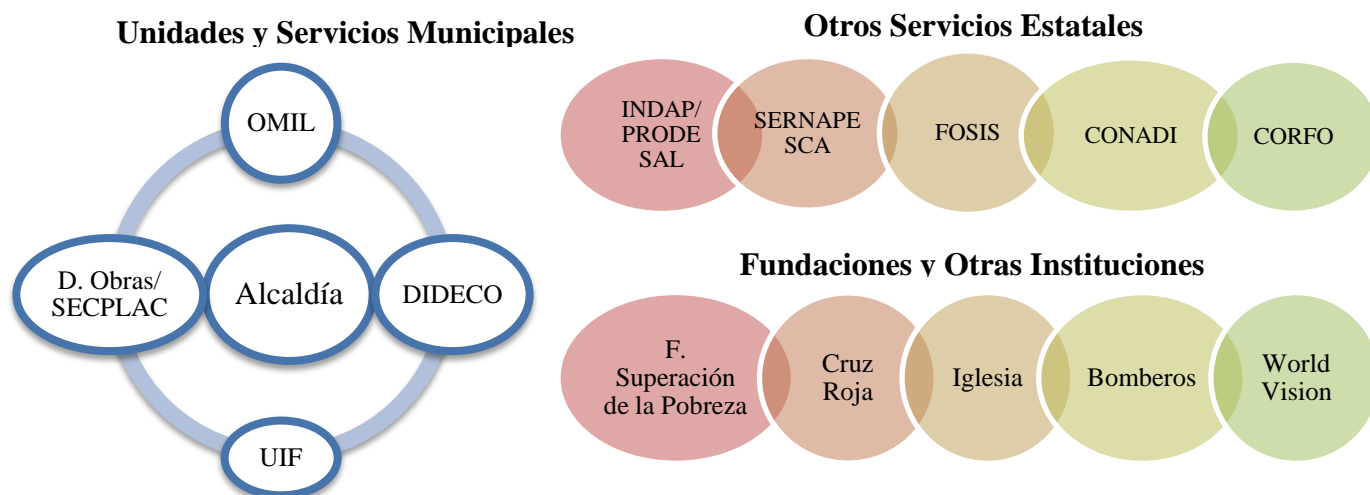 Unidades y Servicios Municipales
OMIL
D. Obras/
SECPLAC
Alcaldía
DIDECO
UIF
Otros Servicios Estatales
INDAP/
PRODE
SAL
SERNAPE
SCA
FOSIS
CONADI
CORFO
Fundaciones y Otras Instituciones
F.
Superación
de la Pobreza
Cruz
Roja
Iglesia
Bomberos
World
Vision